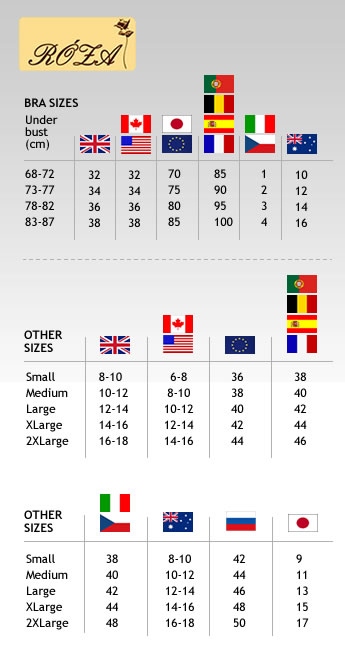 RÓZA
BRA SIZES
Under
bust
(cm)
68-72 32 32 70 85 1 10
73-77 34 34 75 90 2 12
78-82 36 36 80 95 3 14
83-87 38 38 85 100 4 16
OTHER
SIZES
Small 8-10 6-8 36 38
Medium 10-12 8-10 38 40
Large 12-14 10-12 40 42
XLarge 14-16 12-14 42 44
2XLarge 16-18 14-16 44 46
OTHER
SIZES
Small 38 8-10 42 9
Medium 40 10-12 44 11
Large 42 12-14 46 13
XLarge 44 14-16 48 15
2XLarge 48 16-18 50 17